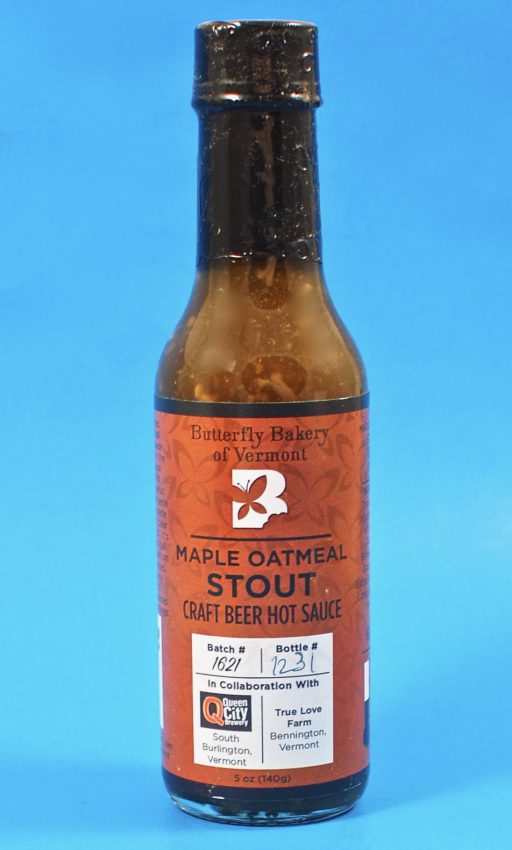 Butterfly Bakery
of Vermont
B
MAPLE OATMEAL
STOUT
CRAFT BEER HOT SAUCE
Batch # Bottle #
1621 1231
In Collaboration With
Queen
City
Brewery
South
Burlington,
Vermont
True Love
Farm
Bennington,
Vermont
5 oz (140g)